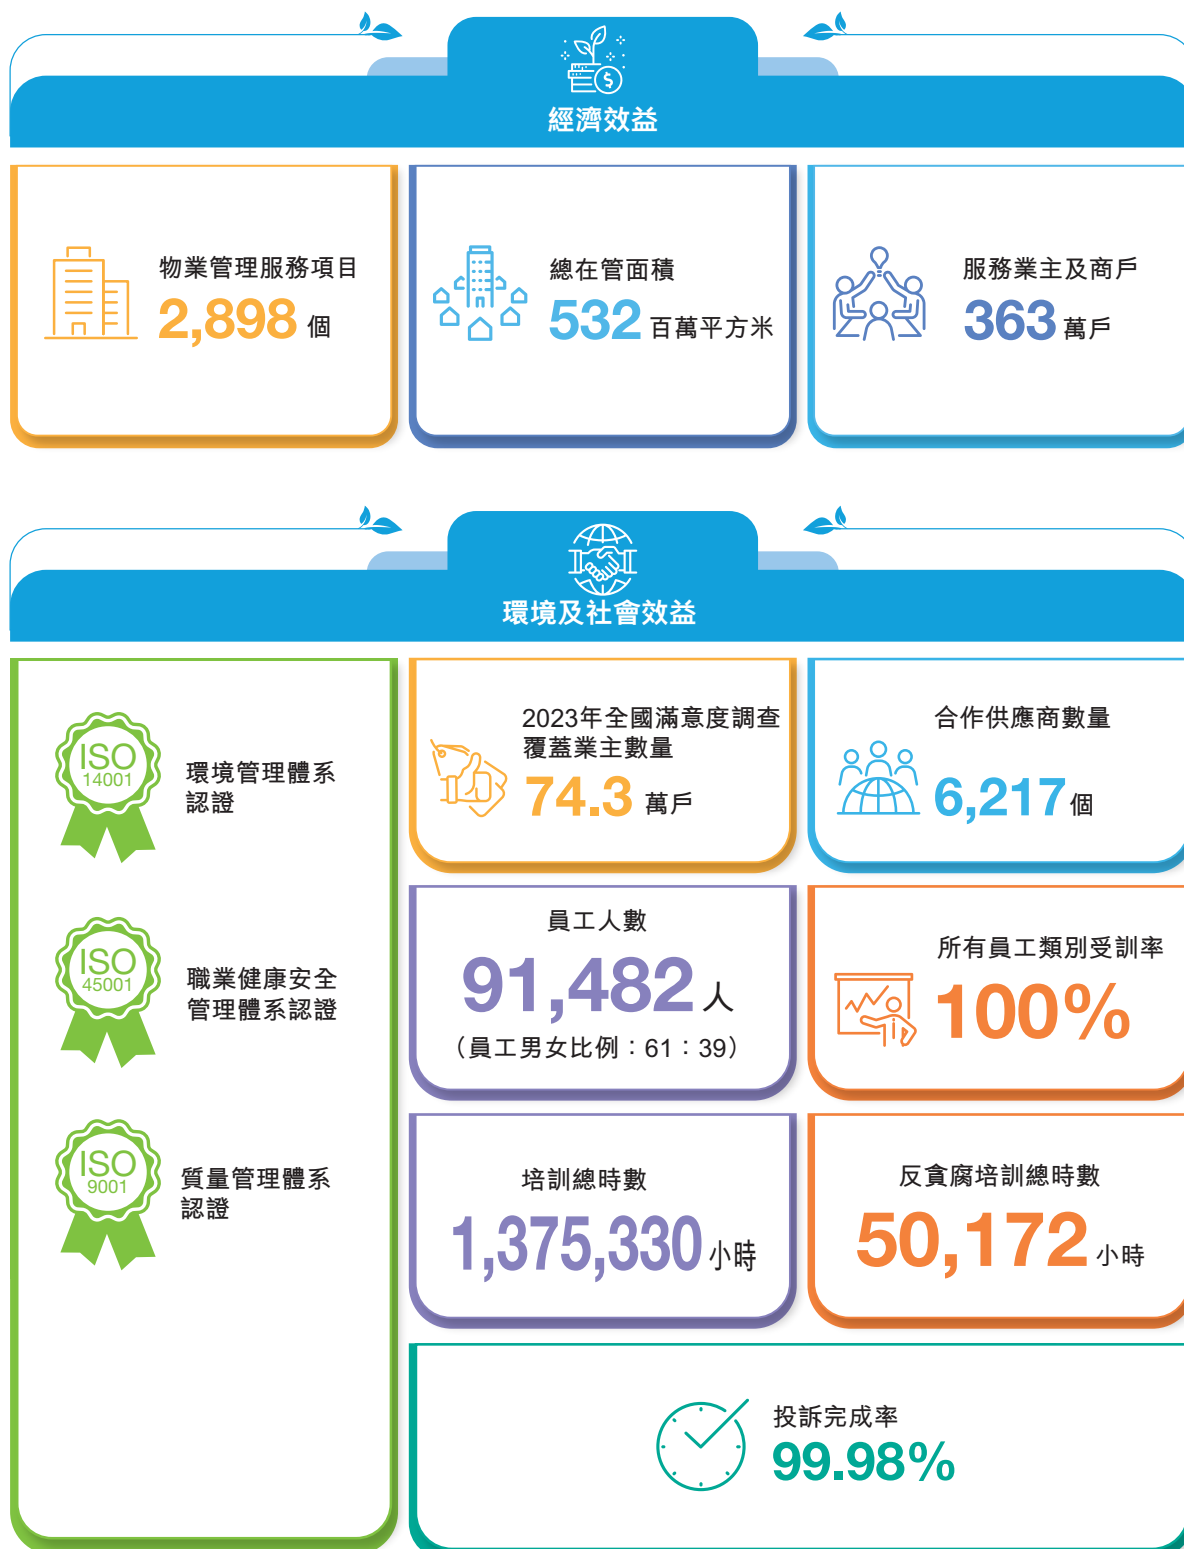 經濟效益
物業管理服務項目
2,898 個
總在管面積
532 百萬平方米
服務業主及商戶
363 萬戶
環境及社會效益
ISO
14001
環境管理體系
認證
ISO
45001
職業健康安全
管理體系認證
ISO
9001
質量管理體系
認證
2023年全國滿意度調查
覆蓋業主數量
74.3 萬戶
合作供應商數量
6,217 個
員工人數
91,482 人
（員工男女比例：61：39）
所有員工類別受訓率
100%
培訓總時數
1,375,330 小時
反貪腐培訓總時數
50,172 小時
投訴完成率
99.98%